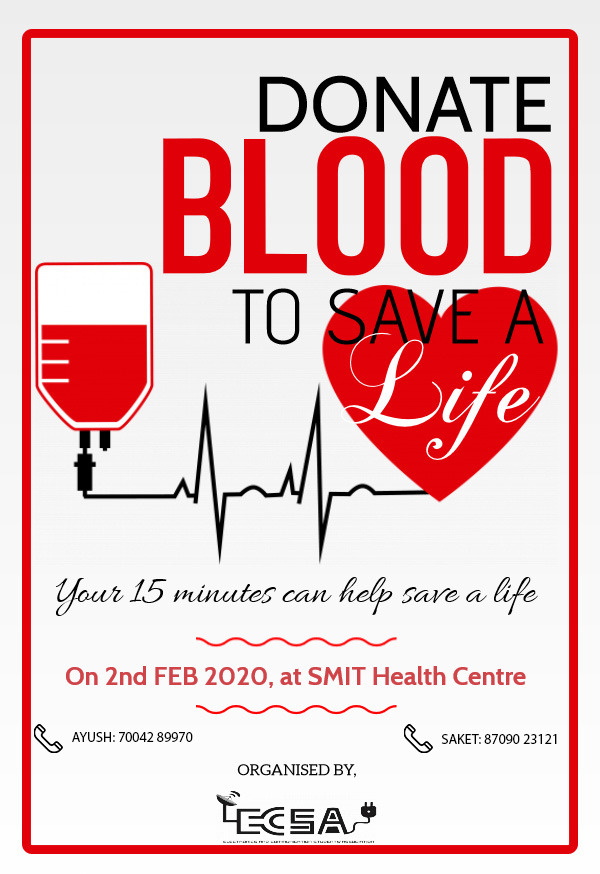 DONATE
BLOOD
TO SAVE A
Life
Your 15 minutes can help save a life
On 2nd FEB 2020, at SMIT Health Centre
AYUSH: 70042 89970
SAKET: 87090 23121
ORGANISED BY,
ECSA